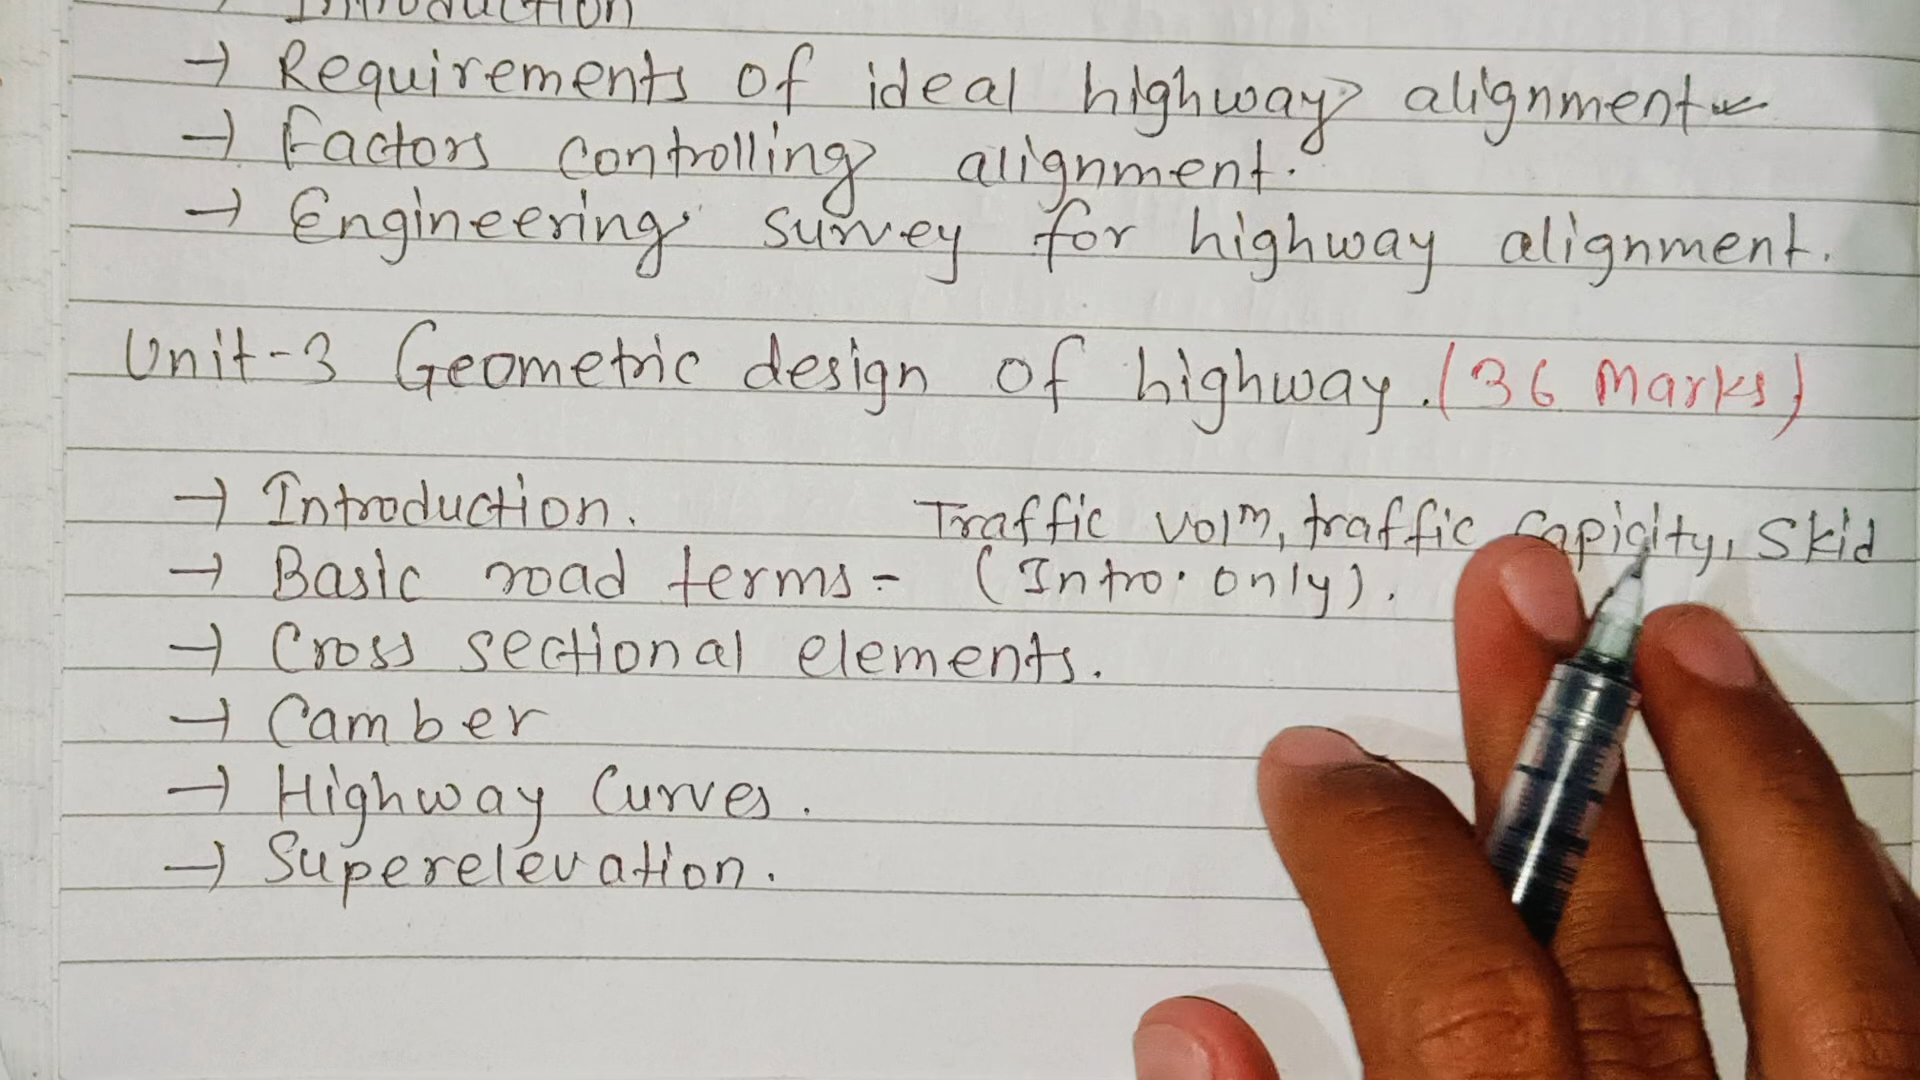 → Introduction
→ Requirements of ideal highway alignment
→ Factors controlling alignment.
→ Engineering survey for highway alignment.
Unit-3 Geometric design of highway. (36 Marks)
→ Introduction. Traffic volm, traffic capicity, Skid
→ Basic road terms - (Intro. only).
→ Cross sectional elements.
→ Camber
→ Highway Curves.
→ Superelevation.